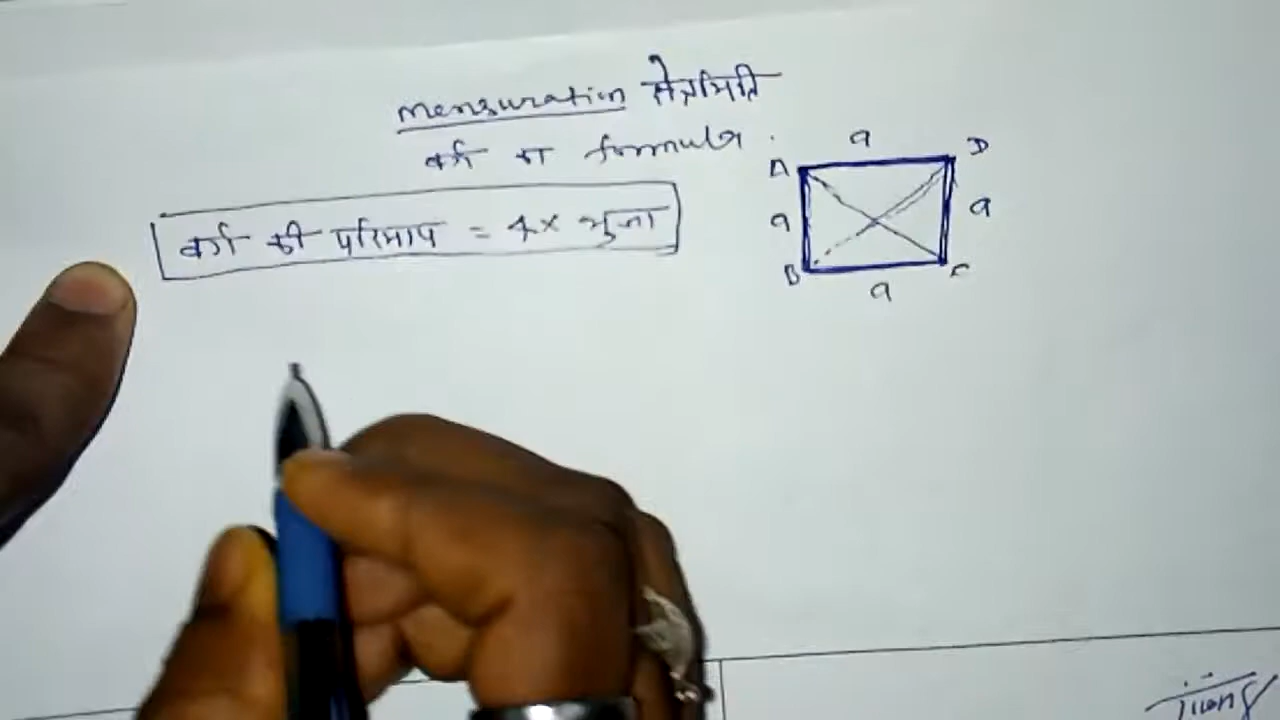 mensuration क्षेत्रमिति
वर्ग का formula.
वर्ग की परिमाप = 4 x भुजा
a
A D
a a
B C
a